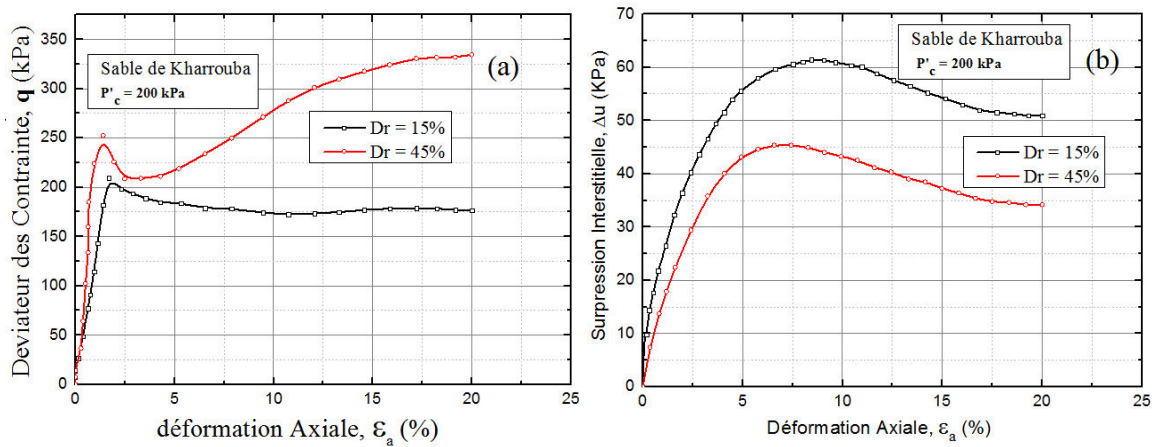 Deviateur des Contrainte, q (kPa)
350
300
250
200
150
100
50
0
Sable de Kharrouba
P'c = 200 kPa
(a)
Dr = 15%
Dr = 45%
0 5 10 15 20 25
déformation Axiale, εa (%)
Surpression Interstitielle, Δu (KPa)
70
60
50
40
30
20
10
0
Sable de Kharrouba
P'c = 200 kPa
(b)
Dr = 15%
Dr = 45%
0 5 10 15 20 25
Déformation Axiale, εa (%)